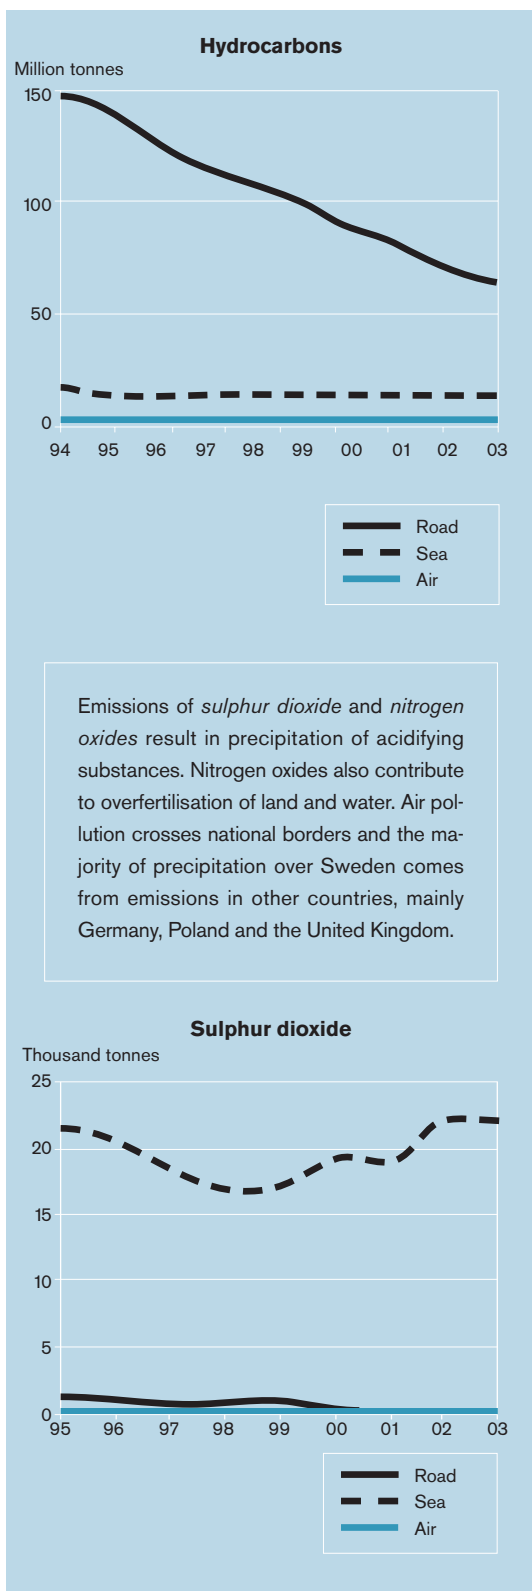 Hydrocarbons
Million tonnes
150
100
50
0
94 95 96 97 98 99 00 01 02 03
Road
Sea
Air
Emissions of sulphur dioxide and nitrogen
oxides result in precipitation of acidifying
substances. Nitrogen oxides also contribute
to overfertilisation of land and water. Air pol-
lution crosses national borders and the ma-
jority of precipitation over Sweden comes
from emissions in other countries, mainly
Germany, Poland and the United Kingdom.
Sulphur dioxide
Thousand tonnes
25
20
15
10
5
0
95 96 97 98 99 00 01 02 03
Road
Sea
Air